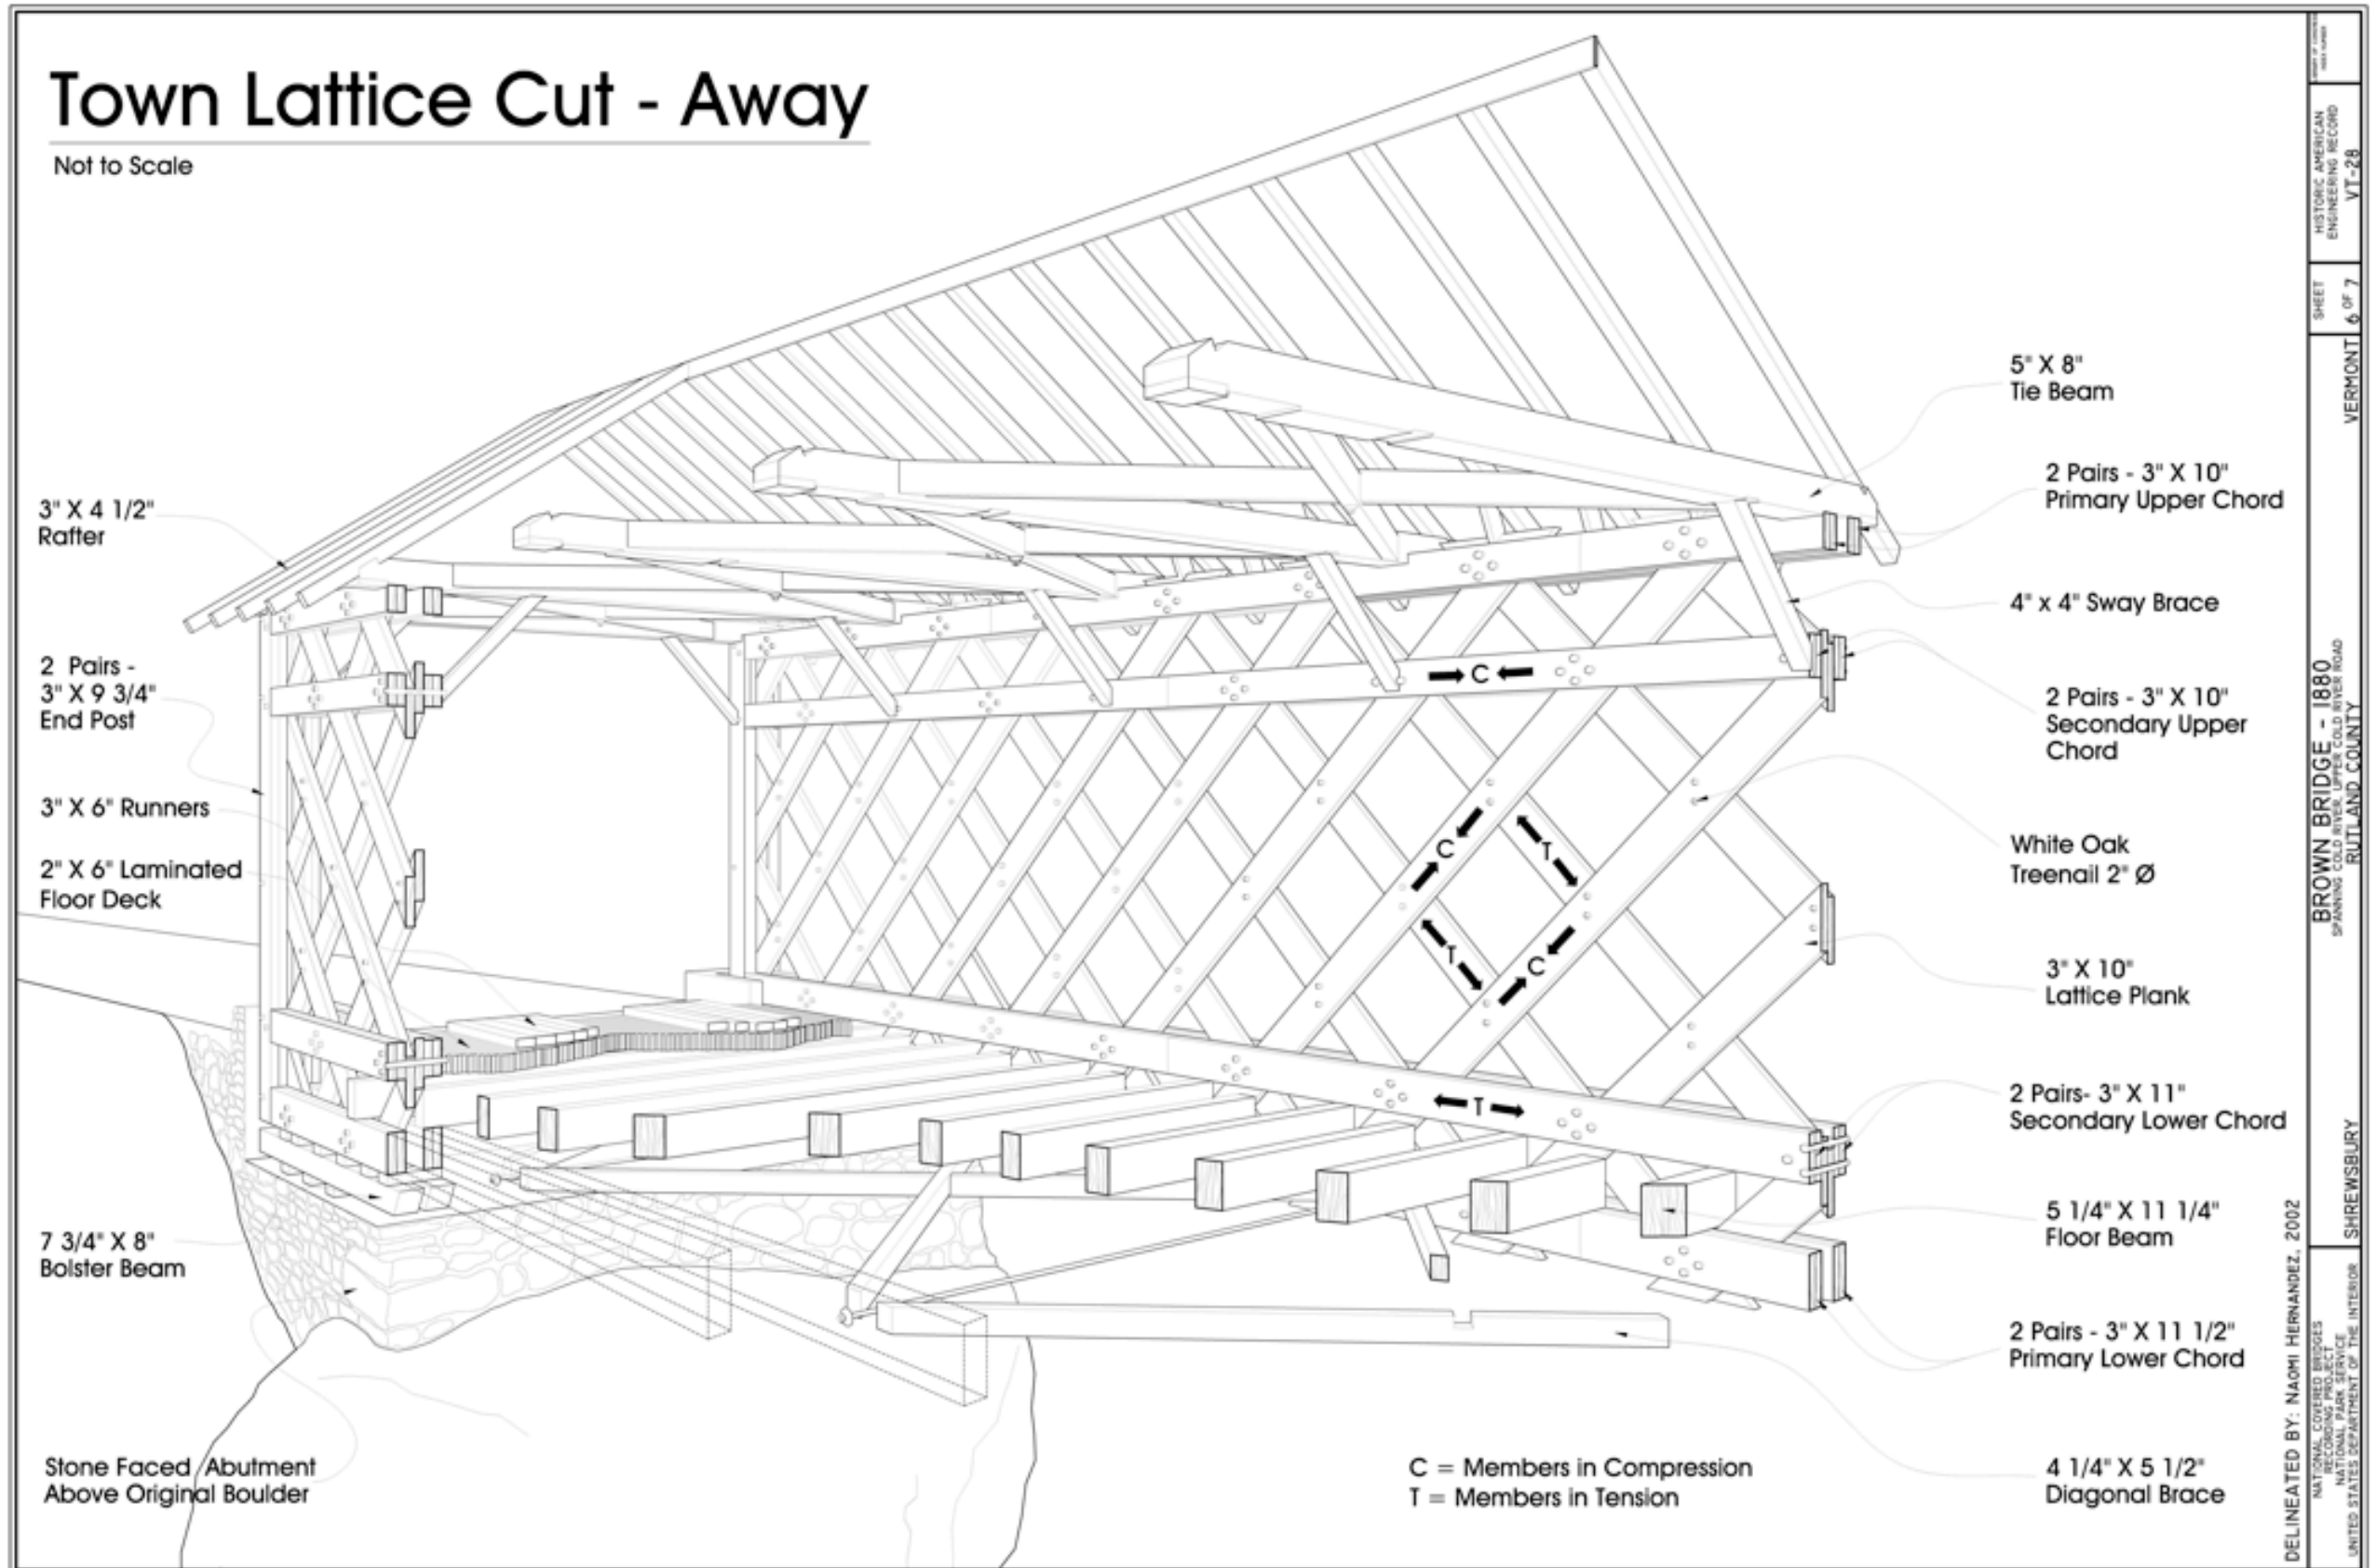 Town Lattice Cut - Away
Not to Scale
3" X 4 1/2"
Rafter
2 Pairs -
3" X 9 3/4"
End Post
3" X 6" Runners
2" X 6" Laminated
Floor Deck
7 3/4" X 8"
Bolster Beam
Stone Faced Abutment
Above Original Boulder
C
C
T
T
C
T
C = Members in Compression
T = Members in Tension
5" X 8"
Tie Beam
2 Pairs - 3" X 10"
Primary Upper Chord
4" x 4" Sway Brace
2 Pairs - 3" X 10"
Secondary Upper
Chord
White Oak
Treenail 2" Ø
3" X 10"
Lattice Plank
2 Pairs- 3" X 11"
Secondary Lower Chord
5 1/4" X 11 1/4"
Floor Beam
2 Pairs - 3" X 11 1/2"
Primary Lower Chord
4 1/4" X 5 1/2"
Diagonal Brace
DELINEATED BY: NAOMI HERNANDEZ, 2002
NATIONAL COVERED BRIDGES
RECORDING PROJECT
NATIONAL PARK SERVICE
UNITED STATES DEPARTMENT OF THE INTERIOR
BROWN BRIDGE - 1880
SPANNING COLD RIVER, UPPER COLD RIVER ROAD
SHREWSBURY
RUTLAND COUNTY
VERMONT
SHEET
6 OF 7
HISTORIC AMERICAN
ENGINEERING RECORD
VT-28
LIBRARY OF CONGRESS
INDEX NUMBER